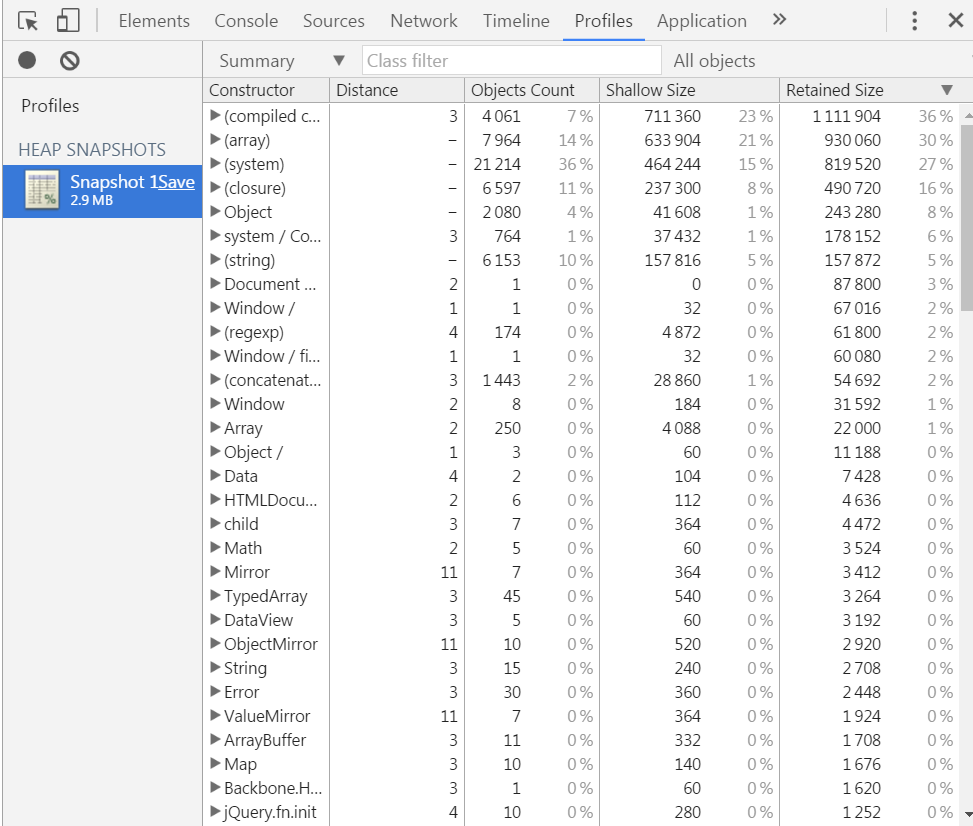 Elements Console Sources Network Timeline Profiles Application »
Summary ▼ Class filter All objects
Profiles
HEAP SNAPSHOTS
Snapshot 1 Save
2.9 MB
Constructor Distance Objects Count Shallow Size Retained Size ▼
(compiled c... 3 4 061 7 % 711 360 23 % 1 111 904 36 %
(array) – 7 964 14 % 633 904 21 % 930 060 30 %
(system) – 21 214 36 % 464 244 15 % 819 520 27 %
(closure) – 6 597 11 % 237 300 8 % 490 720 16 %
Object – 2 080 4 % 41 608 1 % 243 280 8 %
system / Co... 3 764 1 % 37 432 1 % 178 152 6 %
(string) – 6 153 10 % 157 816 5 % 157 872 5 %
Document ... 2 1 0 % 0 0 % 87 800 3 %
Window / 1 1 0 % 32 0 % 67 016 2 %
(regexp) 4 174 0 % 4 872 0 % 61 800 2 %
Window / fi... 1 1 0 % 32 0 % 60 080 2 %
(concatenat... 3 1 443 2 % 28 860 1 % 54 692 2 %
Window 2 8 0 % 184 0 % 31 592 1 %
Array 2 250 0 % 4 088 0 % 22 000 1 %
Object / 1 3 0 % 60 0 % 11 188 0 %
Data 4 2 0 % 104 0 % 7 428 0 %
HTMLDocu... 2 6 0 % 112 0 % 4 636 0 %
child 3 7 0 % 364 0 % 4 472 0 %
Math 2 5 0 % 60 0 % 3 524 0 %
Mirror 11 7 0 % 364 0 % 3 412 0 %
TypedArray 3 45 0 % 540 0 % 3 264 0 %
DataView 3 5 0 % 60 0 % 3 192 0 %
ObjectMirror 11 10 0 % 520 0 % 2 920 0 %
String 3 15 0 % 240 0 % 2 708 0 %
Error 3 30 0 % 360 0 % 2 448 0 %
ValueMirror 11 7 0 % 364 0 % 1 924 0 %
ArrayBuffer 3 11 0 % 332 0 % 1 708 0 %
Map 3 10 0 % 140 0 % 1 676 0 %
Backbone.H... 3 1 0 % 60 0 % 1 620 0 %
jQuery.fn.init 4 10 0 % 280 0 % 1 252 0 %